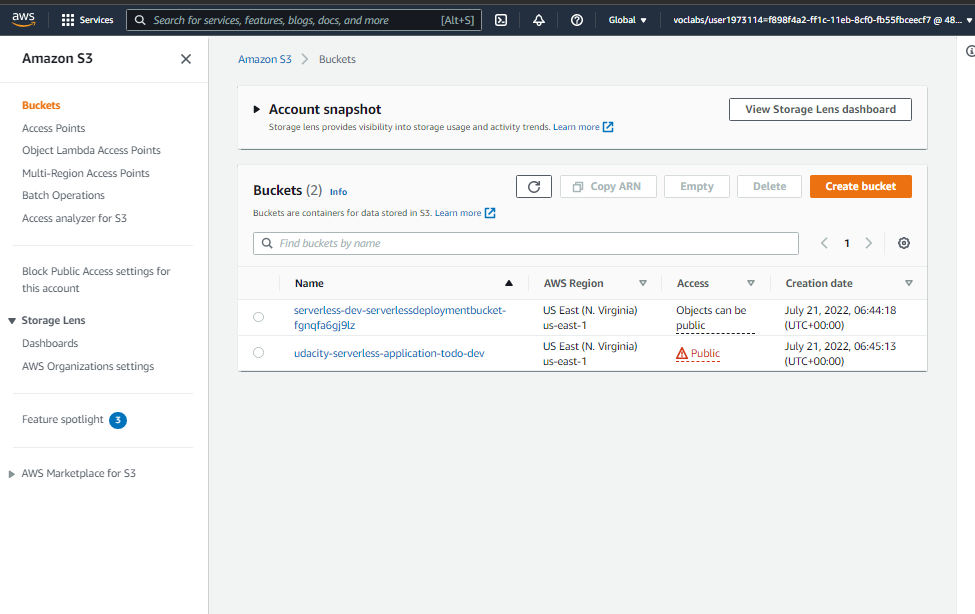 aws Services Search for services, features, blogs, docs, and more [Alt+S] Global voclabs/user1973114=f898f4a2-ff1c-11eb-8cf0-fb55fbceecf7 @ 48...
Amazon S3
Buckets
Access Points
Object Lambda Access Points
Multi-Region Access Points
Batch Operations
Access analyzer for S3
Block Public Access settings for
this account
Storage Lens
Dashboards
AWS Organizations settings
Feature spotlight 3
AWS Marketplace for S3
Amazon S3 > Buckets
Account snapshot
Storage lens provides visibility into storage usage and activity trends. Learn more
View Storage Lens dashboard
Buckets (2) Info
Copy ARN Empty Delete Create bucket
Buckets are containers for data stored in S3. Learn more
Find buckets by name
1
Name AWS Region Access Creation date
serverless-dev-serverlessdeploymentbucket- US East (N. Virginia) Objects can be July 21, 2022, 06:44:18
fgnqfa6gj9lz us-east-1 public (UTC+00:00)
udacity-serverless-application-todo-dev US East (N. Virginia) Public July 21, 2022, 06:45:13
us-east-1 (UTC+00:00)